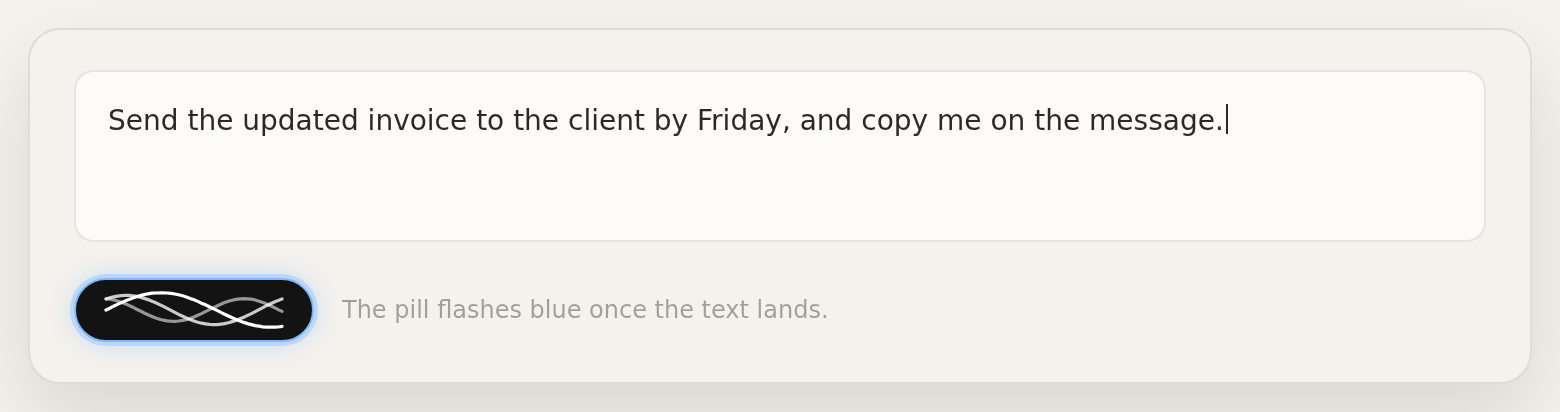 Send the updated invoice to the client by Friday, and copy me on the message.
The pill flashes blue once the text lands.